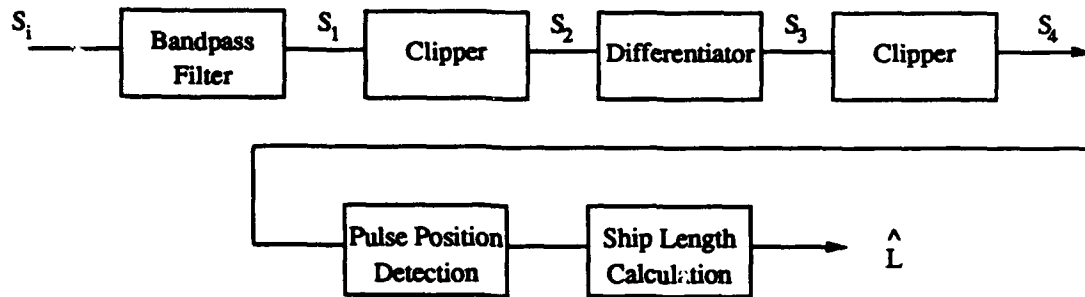 S_i
Bandpass
Filter
S_1
Clipper
S_2
Differentiator
S_3
Clipper
S_4
Pulse Position
Detection
Ship Length
Calculation
L̂